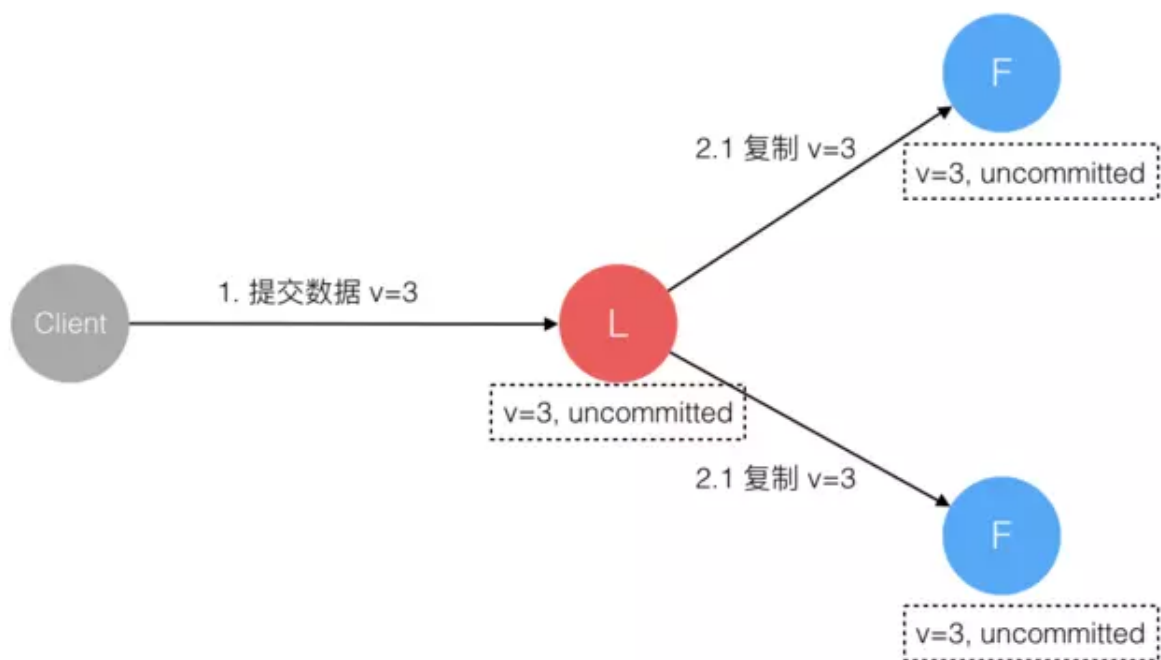 F
2.1 复制 v=3
v=3, uncommitted
1. 提交数据 v=3
Client
L
v=3, uncommitted
2.1 复制 v=3
F
v=3, uncommitted